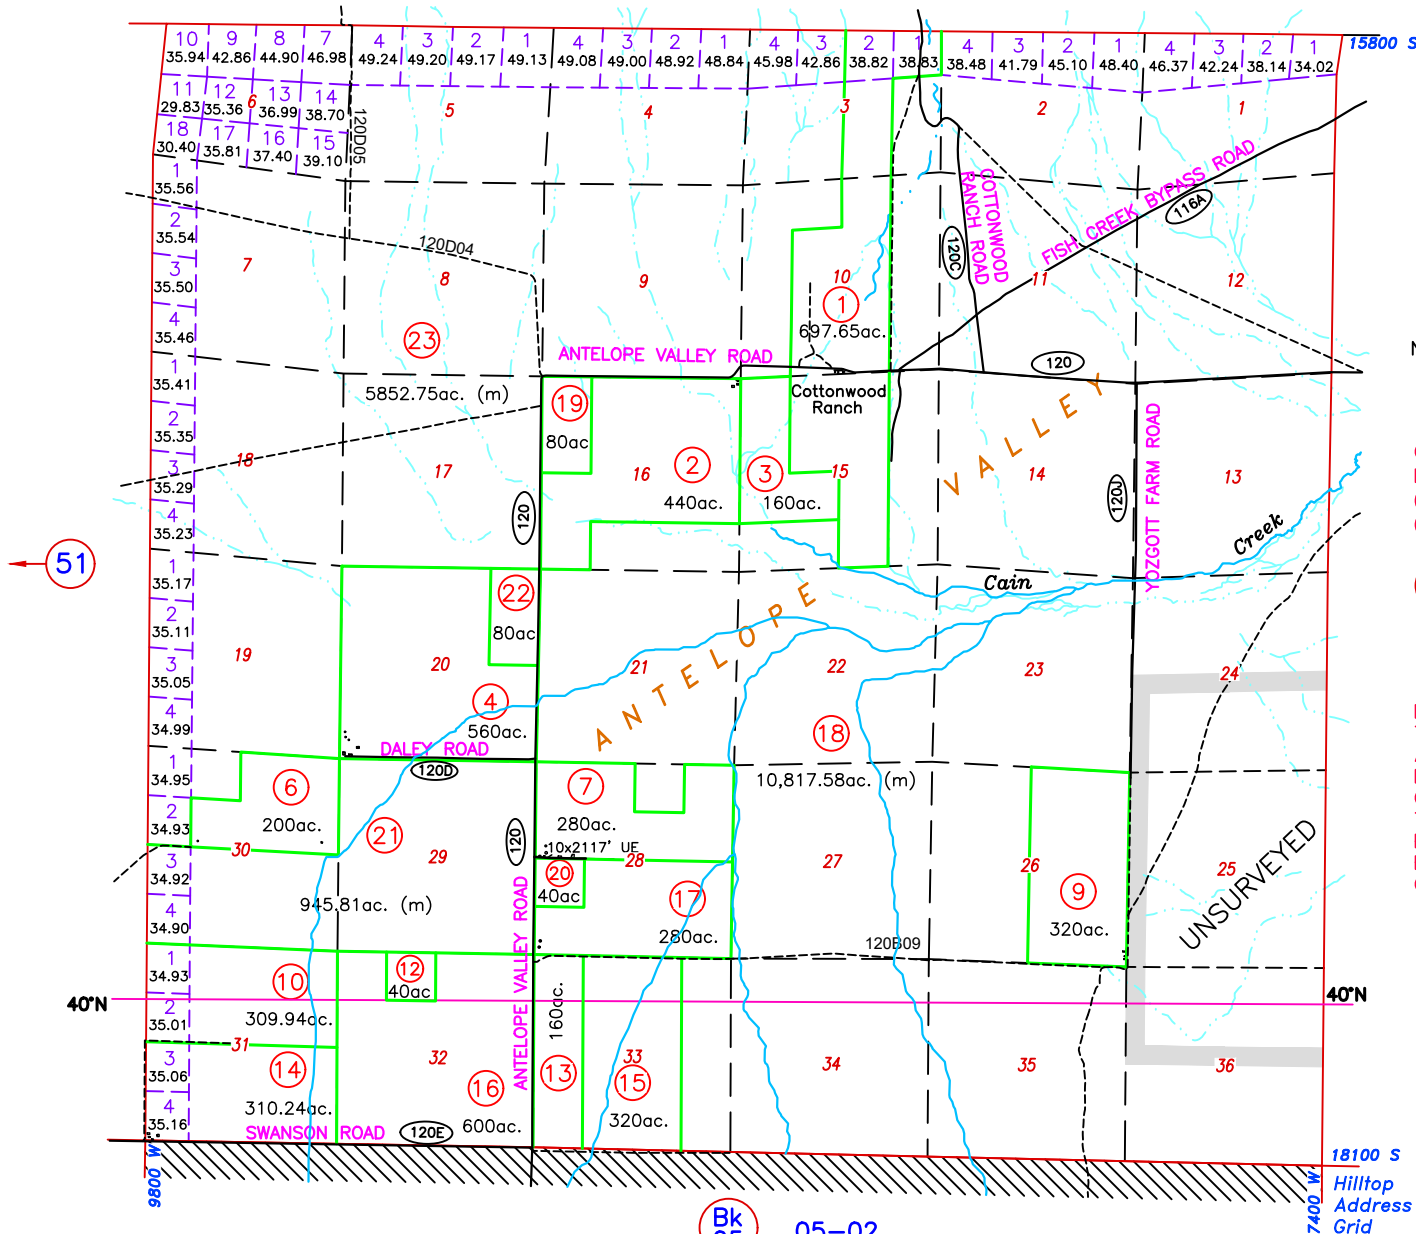 10 9 8 7 4 3 2 1 4 3 2 1 4 3 2 1 4 3 2 1 4 3 2 1
35.94 42.86 44.90 46.98 49.24 49.20 49.17 49.13 49.08 49.00 48.92 48.84 45.98 42.86 38.82 38.83 38.48 41.79 45.10 48.40 46.37 42.24 38.14 34.02
15800 S
11 12 13 14
29.83 35.36 36.99 38.70
18 17 16 15
30.40 35.81 37.40 39.10
6 5 4 3 2 1
120D05
1
35.56
2
35.54
3
35.50
4
35.46
120D04
7 8 9 10 11 12
COTTONWOOD
RANCH ROAD
120C
FISH CREEK BYPASS ROAD
116A
23
5852.75ac. (m)
1
697.65ac.
ANTELOPE VALLEY ROAD
120
Cottonwood
Ranch
1
35.41
2
35.35
3
35.29
4
35.23
18 17 16 15 14 13
19
80ac
2
440ac.
3
160ac.
120
120J
YOZGOTT FARM ROAD
ANTELOPE VALLEY
Cain Creek
51
1
35.17
2
35.11
3
35.05
4
34.99
19 20 21 22 23 24
22
80ac
4
560ac.
18
10,817.58ac. (m)
DALEY ROAD
120D
1
34.95
2
34.93
3
34.92
4
34.90
30 29 28 27 26 25
6
200ac.
21
945.81ac. (m)
7
280ac.
10x2117' UE
20
40ac
17
280ac.
9
320ac.
120
ANTELOPE VALLEY ROAD
120B09
UNSURVEYED
1
34.93
2
35.01
3
35.06
4
35.16
40°N
40°N
31 32 33 34 35 36
10
309.94ac.
12
40ac
14
310.24ac.
16
600ac.
160ac.
13
15
320ac.
SWANSON ROAD
120E
18100 S
9800 W
7400 W
Hilltop
Address
Grid
Bk
05-02